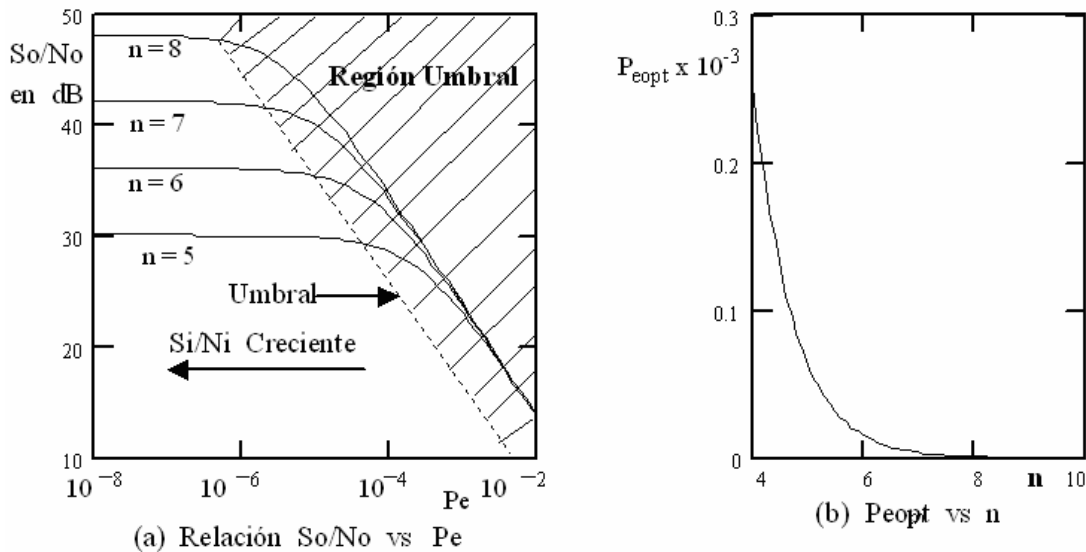 50
So/No
en dB
n = 8
Región Umbral
40
n = 7
n = 6
30
n = 5
Umbral
Si/Ni Creciente
20
10
10⁻⁸
10⁻⁶
10⁻⁴
Pe
10⁻²
(a) Relación So/No vs Pe
0.3
Peopt x 10⁻³
0.2
0.1
0
4
6
8
n
10
(b) Peopt vs n